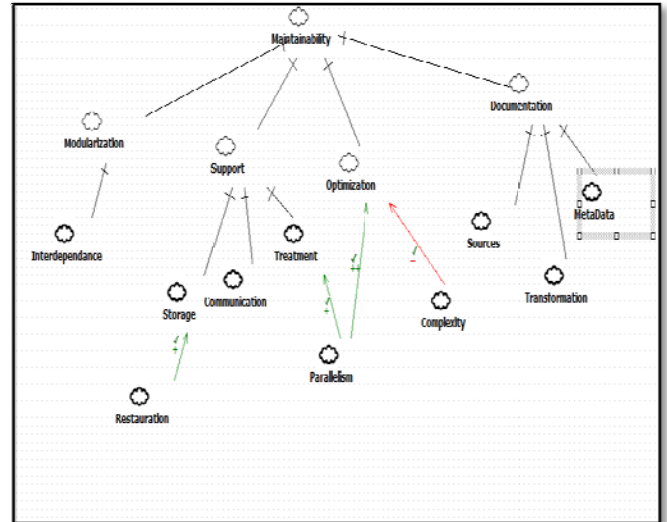 Maintainability
Documentation
Modularization
Support
Optimization
MetaData
Interdependance
Treatment
Sources
Communication
Transformation
Storage
Complexity
++
-
+
+
Parallelism
Restauration